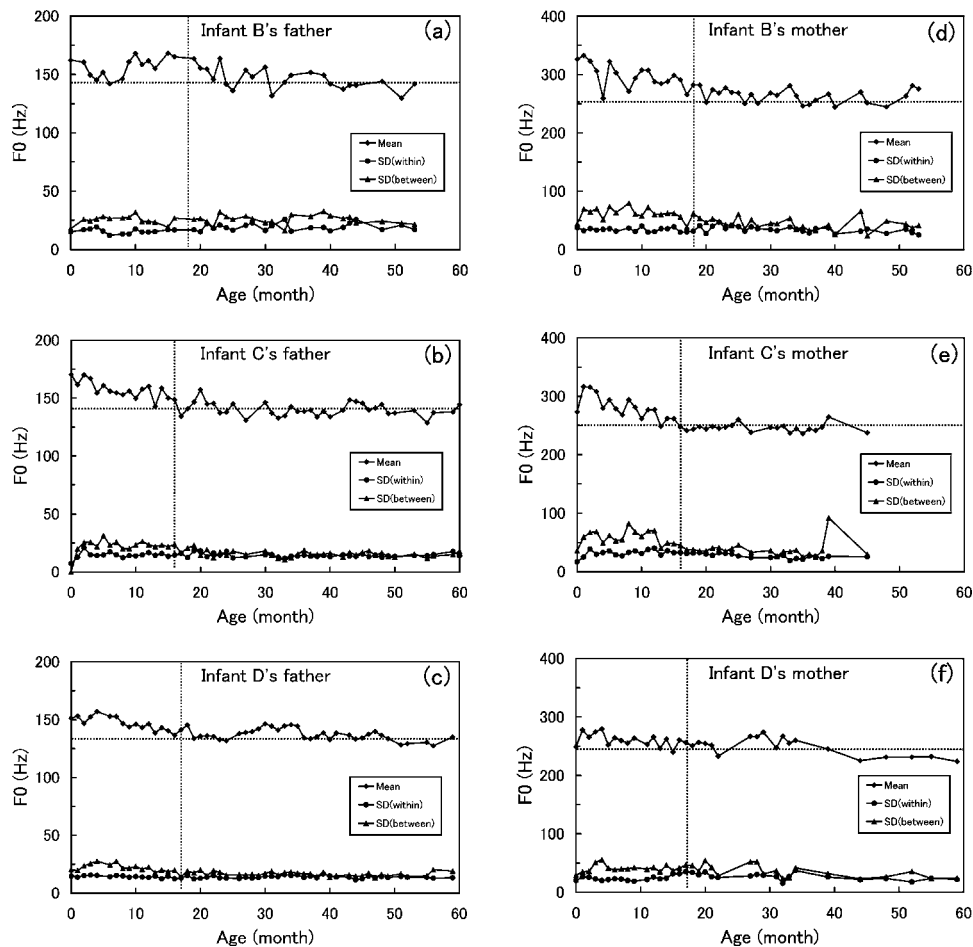 Infant B's father
(a)
200
150
100
50
0
F0 (Hz)
Mean
SD(within)
SD(between)
0 10 20 30 40 50 60
Age (month)
Infant B's mother
(d)
400
300
200
100
0
F0 (Hz)
Mean
SD(within)
SD(between)
0 10 20 30 40 50 60
Age (month)
Infant C's father
(b)
200
150
100
50
0
F0 (Hz)
Mean
SD(within)
SD(between)
0 10 20 30 40 50 60
Age (month)
Infant C's mother
(e)
400
300
200
100
0
F0 (Hz)
Mean
SD(within)
SD(between)
0 10 20 30 40 50 60
Age (month)
Infant D's father
(c)
200
150
100
50
0
F0 (Hz)
Mean
SD(within)
SD(between)
0 10 20 30 40 50 60
Age (month)
Infant D's mother
(f)
400
300
200
100
0
F0 (Hz)
Mean
SD(within)
SD(between)
0 10 20 30 40 50 60
Age (month)